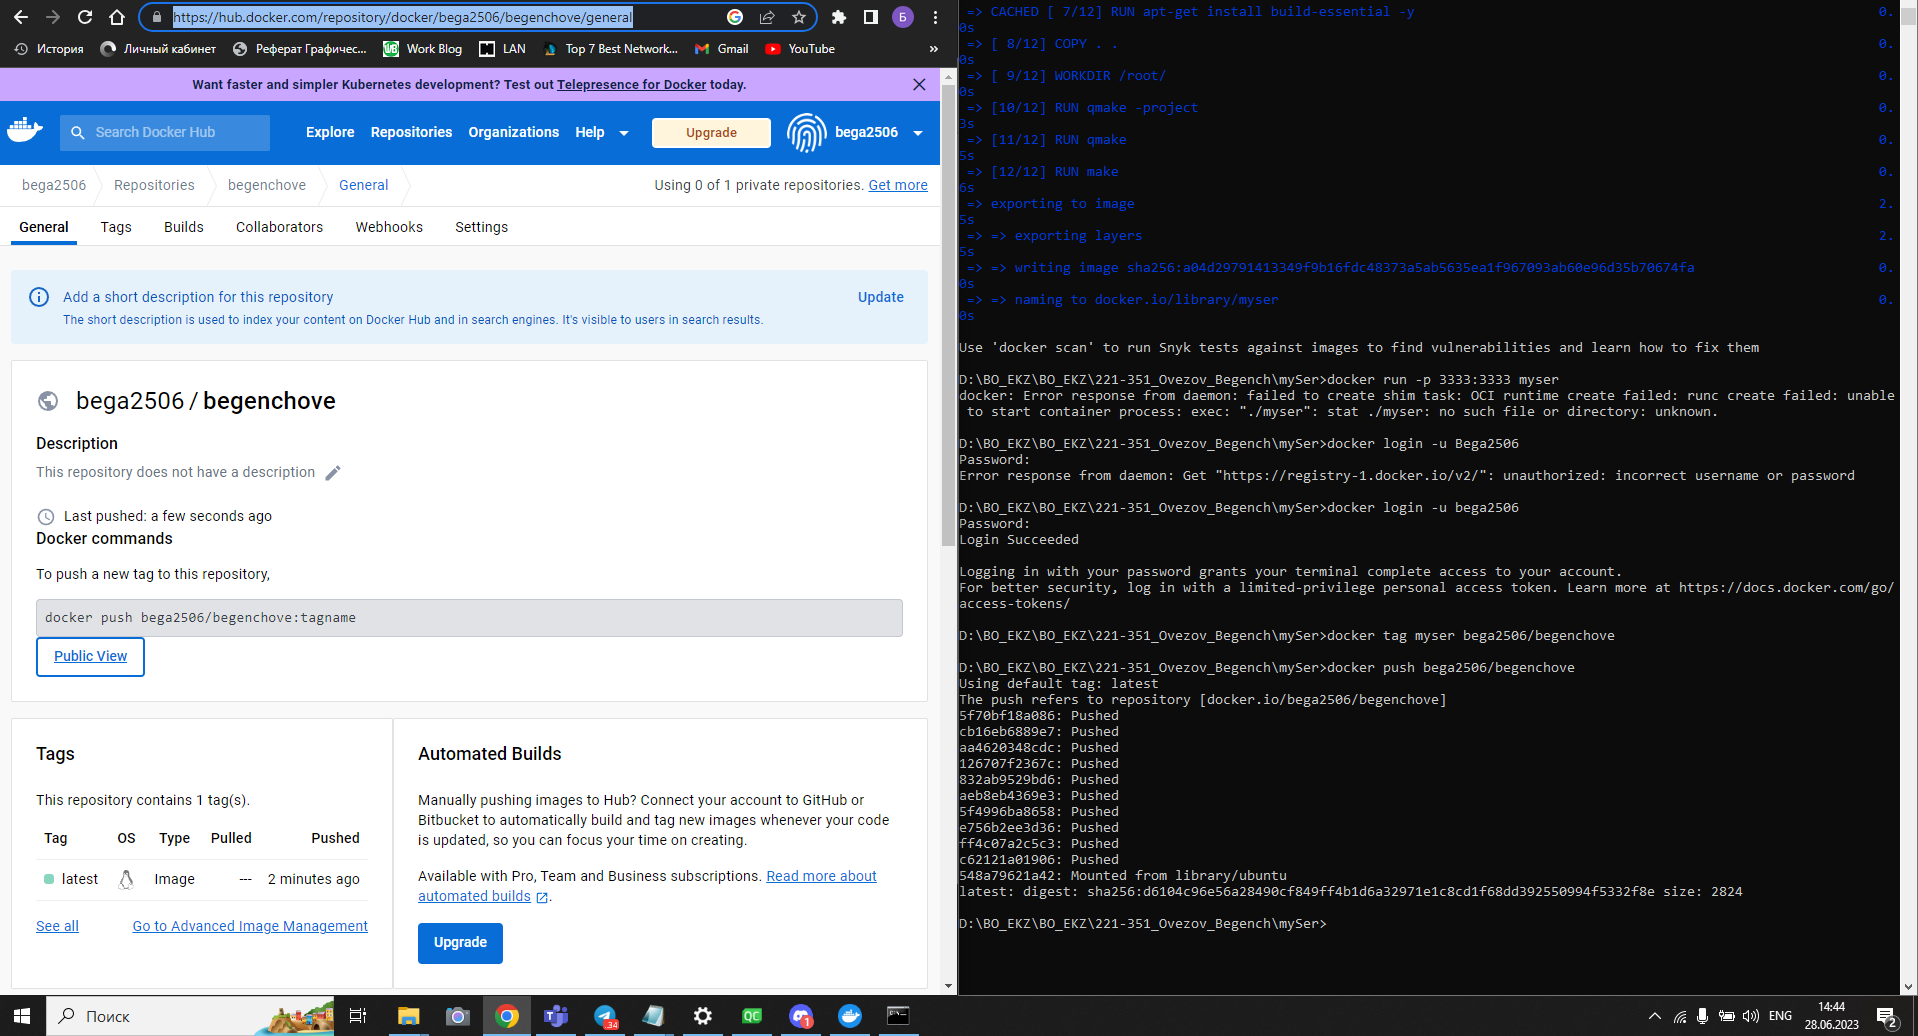 https://hub.docker.com/repository/docker/bega2506/begenchove/general
Б
История
Личный кабинет
Реферат Графичес...
Work Blog
LAN
Top 7 Best Network...
Gmail
YouTube
»
Want faster and simpler Kubernetes development? Test out Telepresence for Docker today.
Search Docker Hub
Explore
Repositories
Organizations
Help
Upgrade
bega2506
bega2506
Repositories
begenchove
General
Using 0 of 1 private repositories. Get more
General
Tags
Builds
Collaborators
Webhooks
Settings
Add a short description for this repository
Update
The short description is used to index your content on Docker Hub and in search engines. It's visible to users in search results.
bega2506 / begenchove
Description
This repository does not have a description
Last pushed: a few seconds ago
Docker commands
To push a new tag to this repository,
docker push bega2506/begenchove:tagname
Public View
Tags
This repository contains 1 tag(s).
Tag OS Type Pulled Pushed
latest Image --- 2 minutes ago
See all
Go to Advanced Image Management
Automated Builds
Manually pushing images to Hub? Connect your account to GitHub or
Bitbucket to automatically build and tag new images whenever your code
is updated, so you can focus your time on creating.
Available with Pro, Team and Business subscriptions. Read more about
automated builds .
Upgrade
=> CACHED [ 7/12] RUN apt-get install build-essential -y 0.
0s
=> [ 8/12] COPY . . 0.
0s
=> [ 9/12] WORKDIR /root/ 0.
0s
=> [10/12] RUN qmake -project 0.
3s
=> [11/12] RUN qmake 0.
5s
=> [12/12] RUN make 0.
6s
=> exporting to image 2.
5s
=> => exporting layers 2.
5s
=> => writing image sha256:a04d29791413349f9b16fdc48373a5ab5635ea1f967093ab60e96d35b70674fa 0.
0s
=> => naming to docker.io/library/myser 0.
0s
Use 'docker scan' to run Snyk tests against images to find vulnerabilities and learn how to fix them
D:\BO_EKZ\BO_EKZ\221-351_Ovezov_Begench\mySer>docker run -p 3333:3333 myser
docker: Error response from daemon: failed to create shim task: OCI runtime create failed: runc create failed: unable
to start container process: exec: "./myser": stat ./myser: no such file or directory: unknown.
D:\BO_EKZ\BO_EKZ\221-351_Ovezov_Begench\mySer>docker login -u Bega2506
Password:
Error response from daemon: Get "https://registry-1.docker.io/v2/": unauthorized: incorrect username or password
D:\BO_EKZ\BO_EKZ\221-351_Ovezov_Begench\mySer>docker login -u bega2506
Password:
Login Succeeded
Logging in with your password grants your terminal complete access to your account.
For better security, log in with a limited-privilege personal access token. Learn more at https://docs.docker.com/go/
access-tokens/
D:\BO_EKZ\BO_EKZ\221-351_Ovezov_Begench\mySer>docker tag myser bega2506/begenchove
D:\BO_EKZ\BO_EKZ\221-351_Ovezov_Begench\mySer>docker push bega2506/begenchove
Using default tag: latest
The push refers to repository [docker.io/bega2506/begenchove]
5f70bf18a086: Pushed
cb16eb6889e7: Pushed
aa4620348cdc: Pushed
126707f2367c: Pushed
832ab9529bd6: Pushed
aeb8eb4369e3: Pushed
5f4996ba8658: Pushed
e756b2ee3d36: Pushed
ff4c07a2c5c3: Pushed
c62121a01906: Pushed
548a79621a42: Mounted from library/ubuntu
latest: digest: sha256:d6104c96e56a28490cf849ff4b1d6a32971e1c8cd1f68dd392550994f5332f8e size: 2824
D:\BO_EKZ\BO_EKZ\221-351_Ovezov_Begench\mySer>
Поиск
.34
QC
1
ENG
14:44
28.06.2023
2